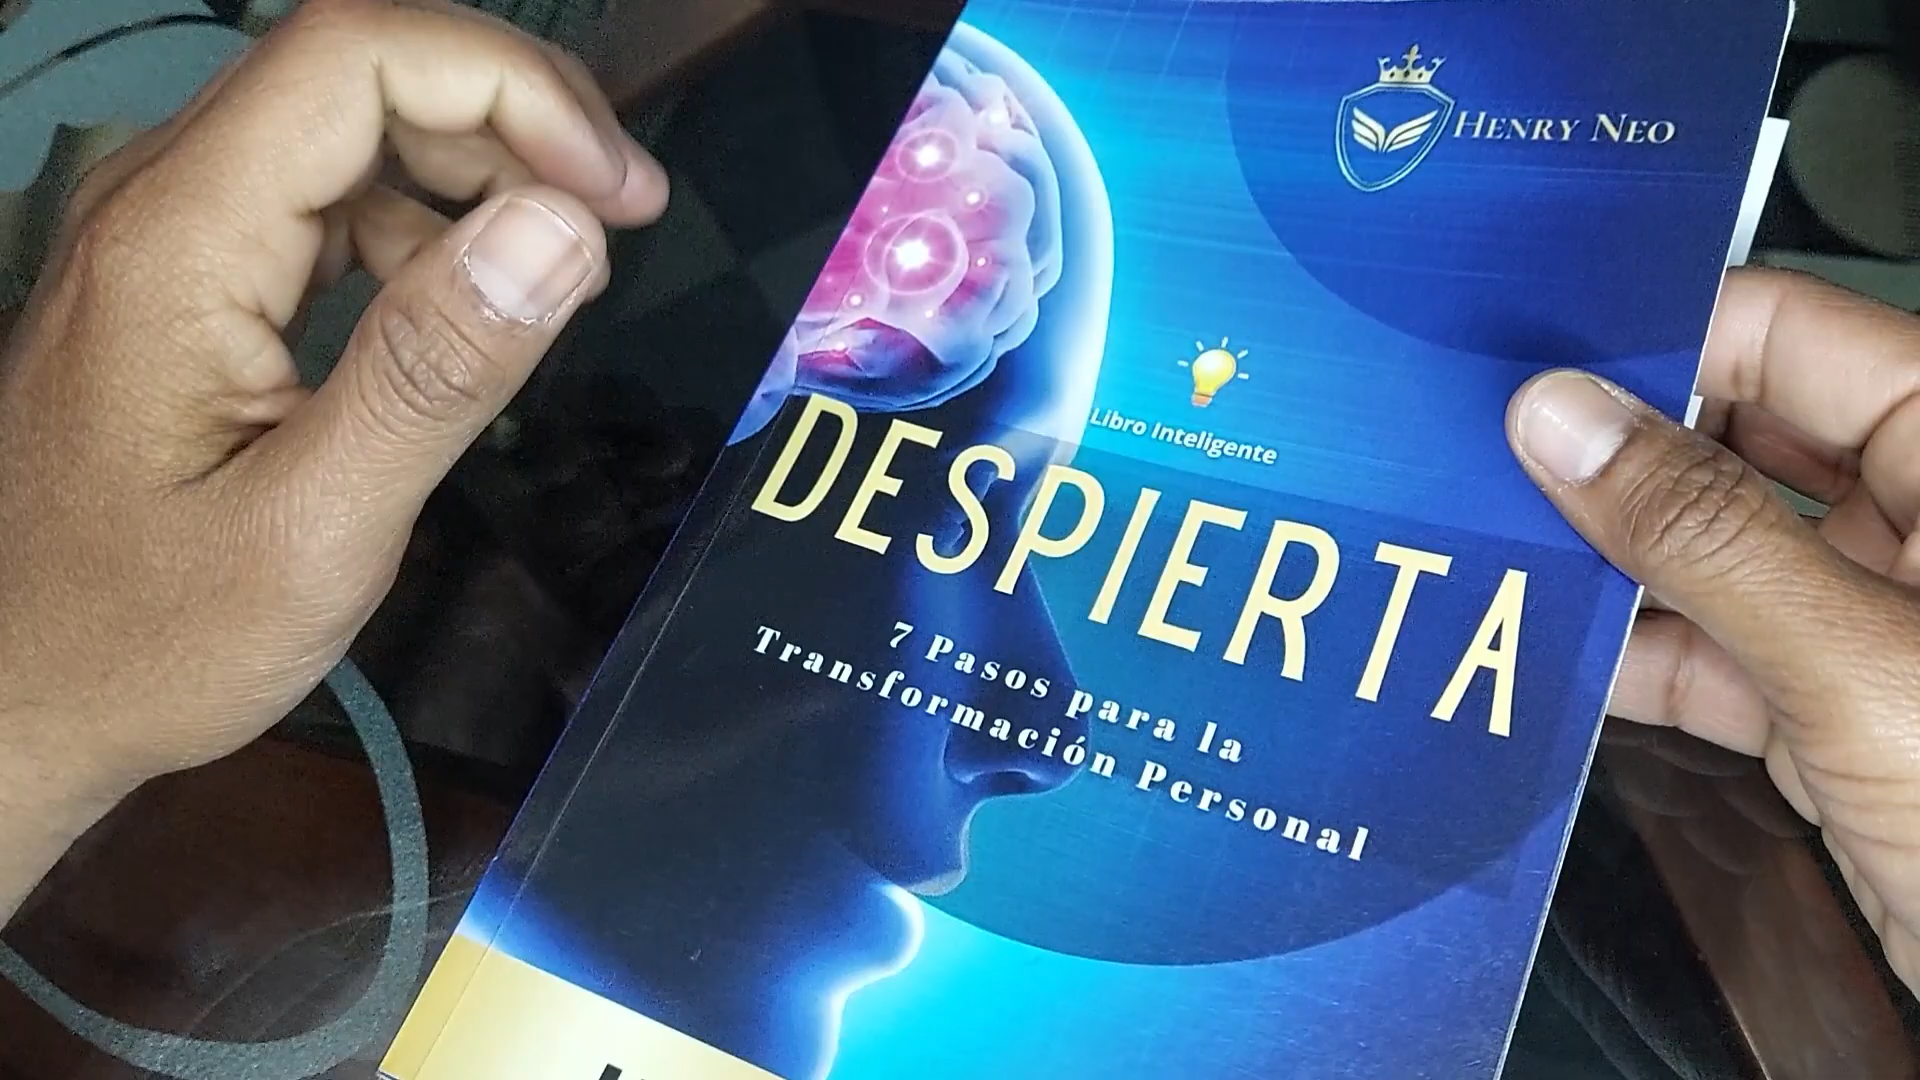 HENRY NEO
Libro Inteligente
DESPIERTA
7 Pasos para la
Transformación Personal